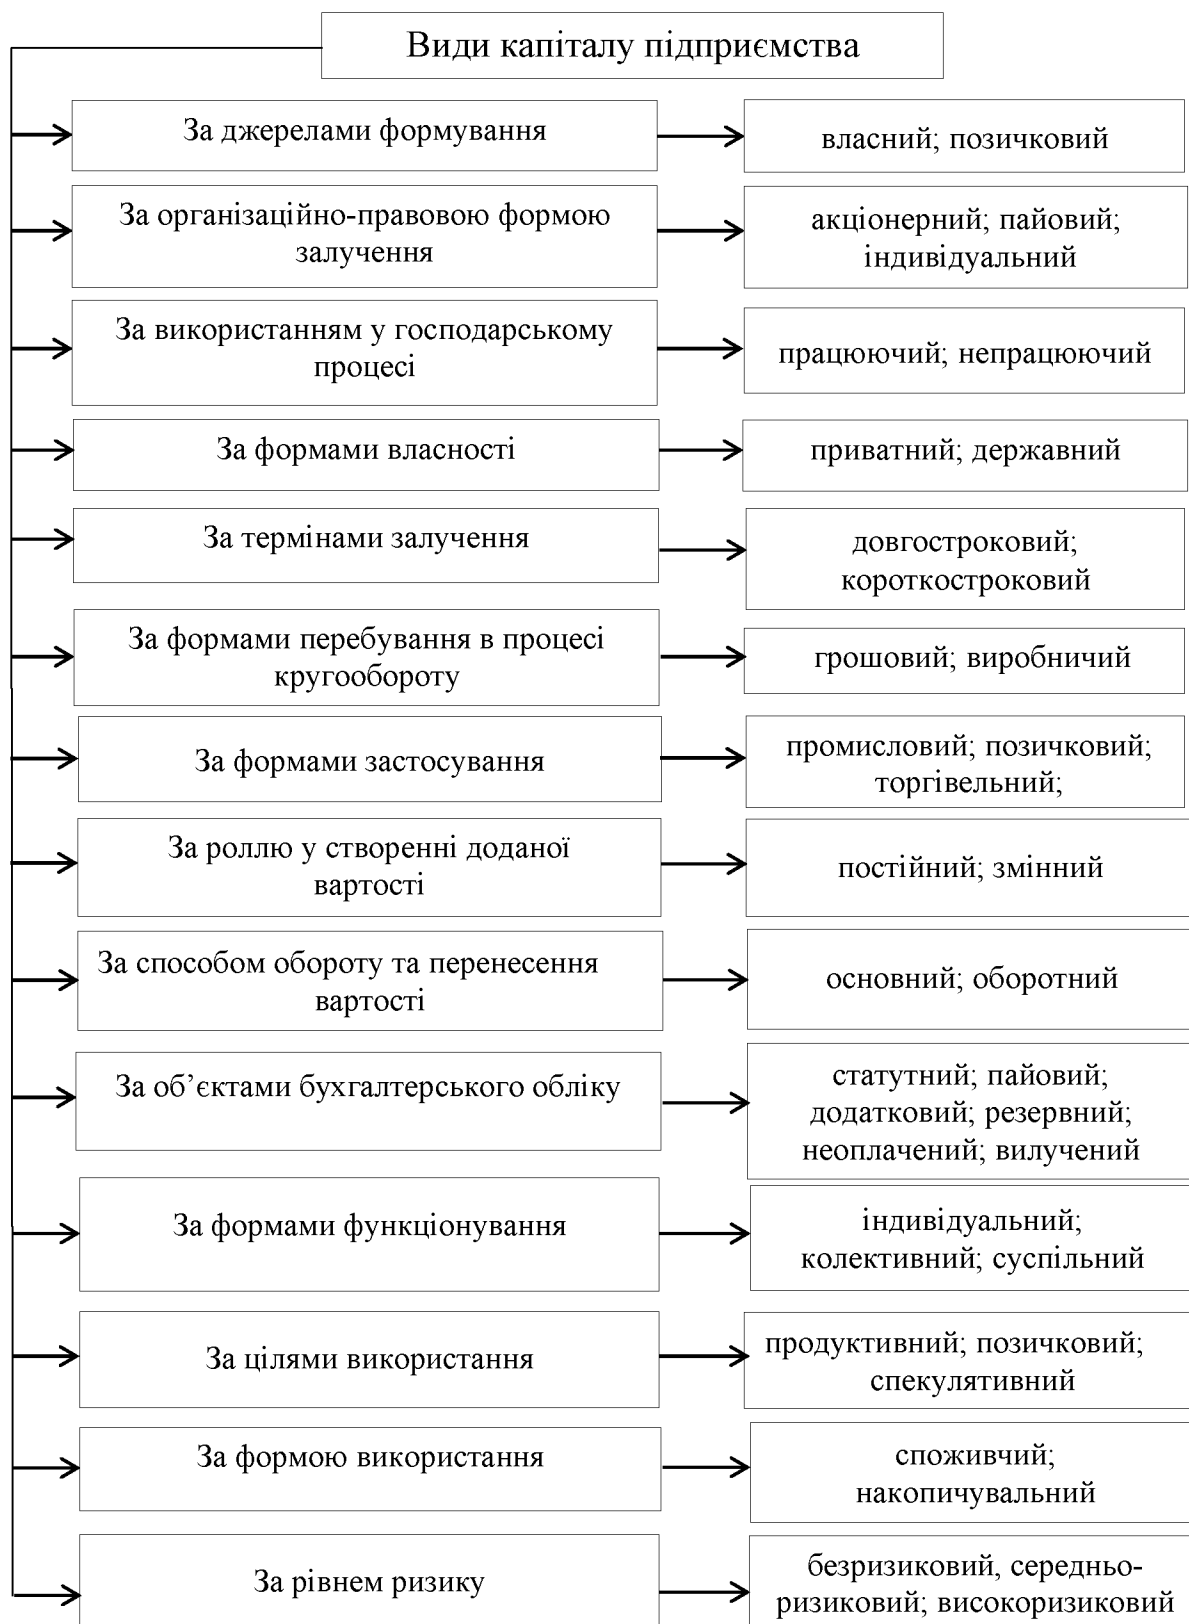 Види капіталу підприємства
За джерелами формування
власний; позичковий
За організаційно-правовою формою
залучення
акціонерний; пайовий;
індивідуальний
За використанням у господарському
процесі
працюючий; непрацюючий
За формами власності
приватний; державний
За термінами залучення
довгостроковий;
короткостроковий
За формами перебування в процесі
кругообороту
грошовий; виробничий
За формами застосування
промисловий; позичковий;
торгівельний;
За роллю у створенні доданої
вартості
постійний; змінний
За способом обороту та перенесення
вартості
основний; оборотний
За об’єктами бухгалтерського обліку
статутний; пайовий;
додатковий; резервний;
неоплачений; вилучений
За формами функціонування
індивідуальний;
колективний; суспільний
За цілями використання
продуктивний; позичковий;
спекулятивний
За формою використання
споживчий;
накопичувальний
За рівнем ризику
безризиковий, середньо-
ризиковий; високоризиковий